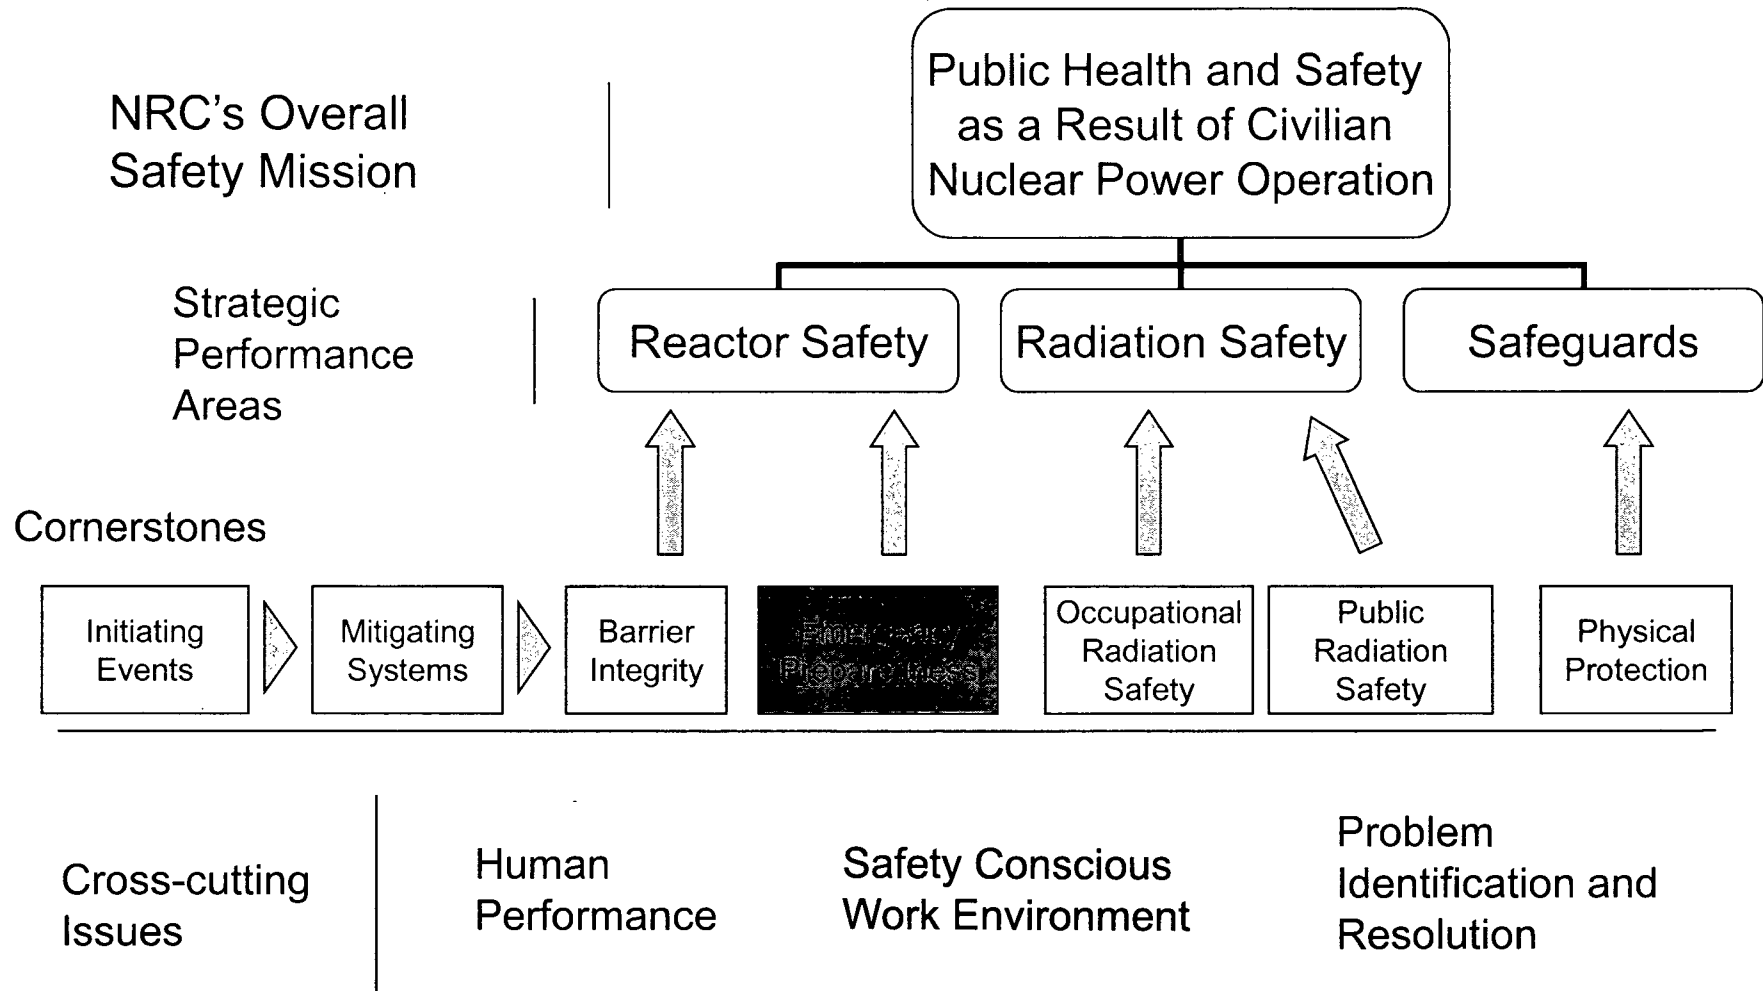 NRC's Overall
Safety Mission
Public Health and Safety
as a Result of Civilian
Nuclear Power Operation
Strategic
Performance
Areas
Reactor Safety
Radiation Safety
Safeguards
Cornerstones
Initiating
Events
Mitigating
Systems
Barrier
Integrity
Emergency
Preparedness
Occupational
Radiation
Safety
Public
Radiation
Safety
Physical
Protection
Cross-cutting
Issues
Human
Performance
Safety Conscious
Work Environment
Problem
Identification and
Resolution